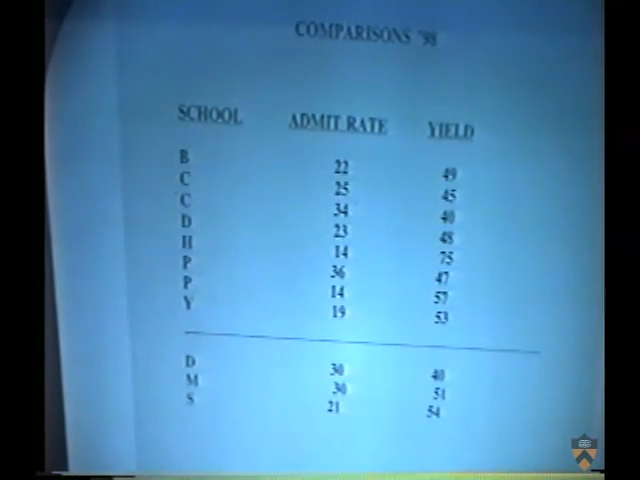 COMPARISONS '98
SCHOOL ADMIT RATE YIELD
B 22 49
C 25 45
C 34 40
D 23 48
H 14 75
P 36 47
P 14 57
Y 19 53
D 30 40
M 30 51
S 21 54